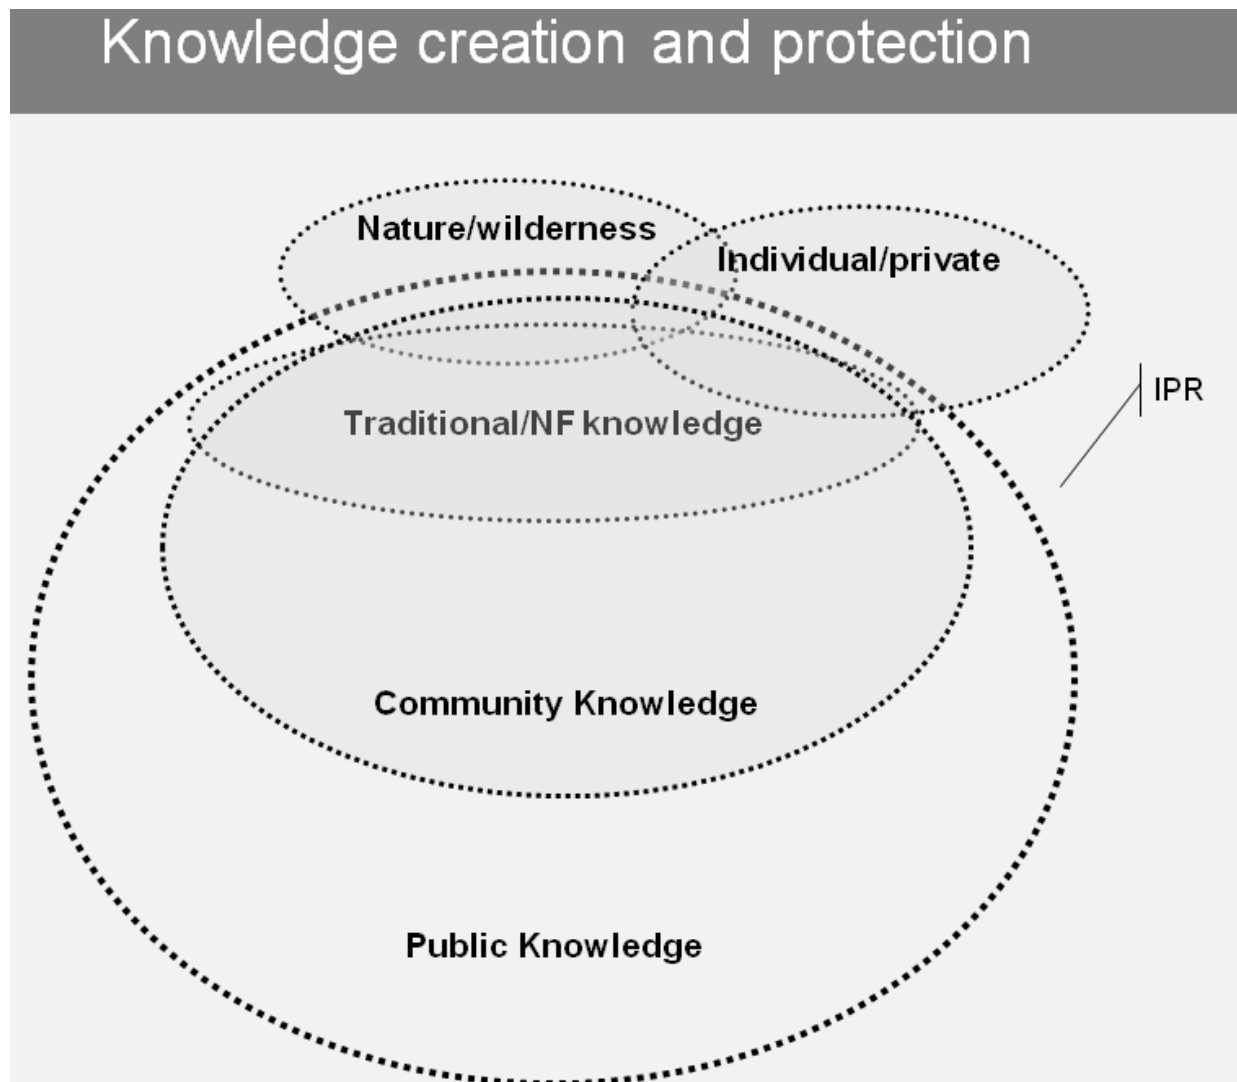 Knowledge creation and protection
Nature/wilderness
Individual/private
IPR
Traditional/NF knowledge
Community Knowledge
Public Knowledge